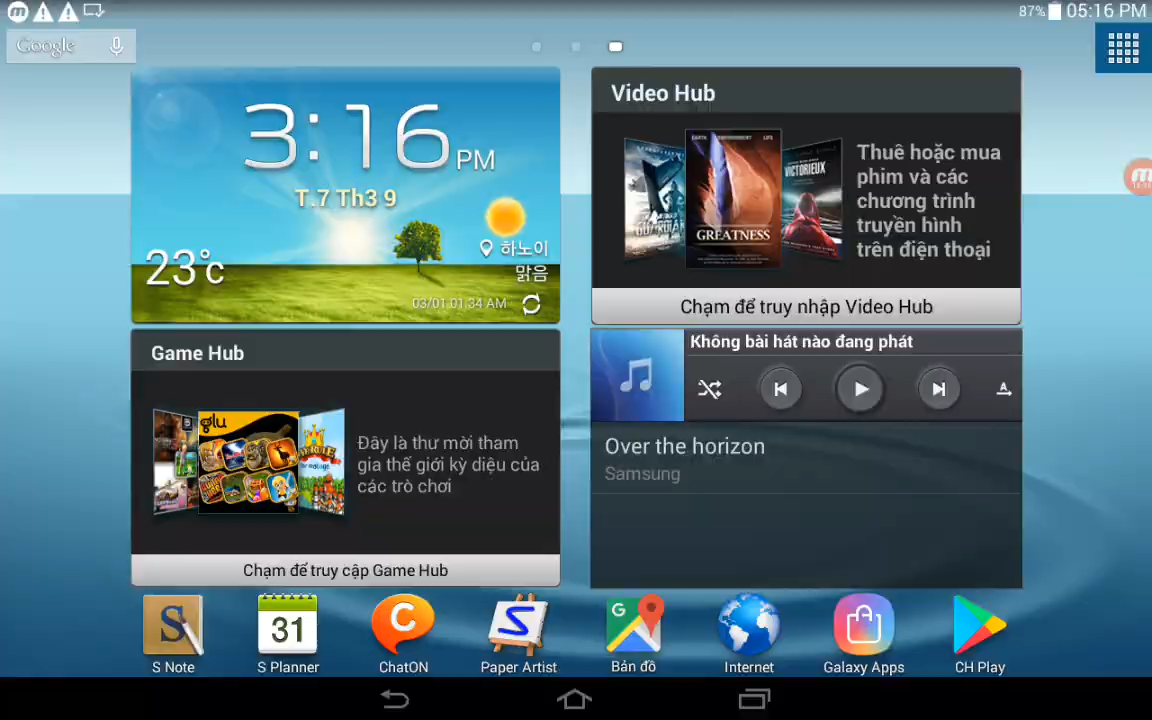 87% 05:16 PM
Google
3:16 PM
T.7 Th3 9
하노이
23°c
맑음
03/01 01:34 AM
Video Hub
EARTH ENVIRONMENT LIFE
GREATNESS
VICTORIEUX
Thuê hoặc mua
phim và các
chương trình
truyền hình
trên điện thoại
Chạm để truy nhập Video Hub
Game Hub
glu
Đây là thư mời tham
gia thế giới kỳ diệu của
các trò chơi
Chạm để truy cập Game Hub
Không bài hát nào đang phát
A
Over the horizon
Samsung
S
31
C
S
G
S Note
S Planner
ChatON
Paper Artist
Bản đồ
Internet
Galaxy Apps
CH Play